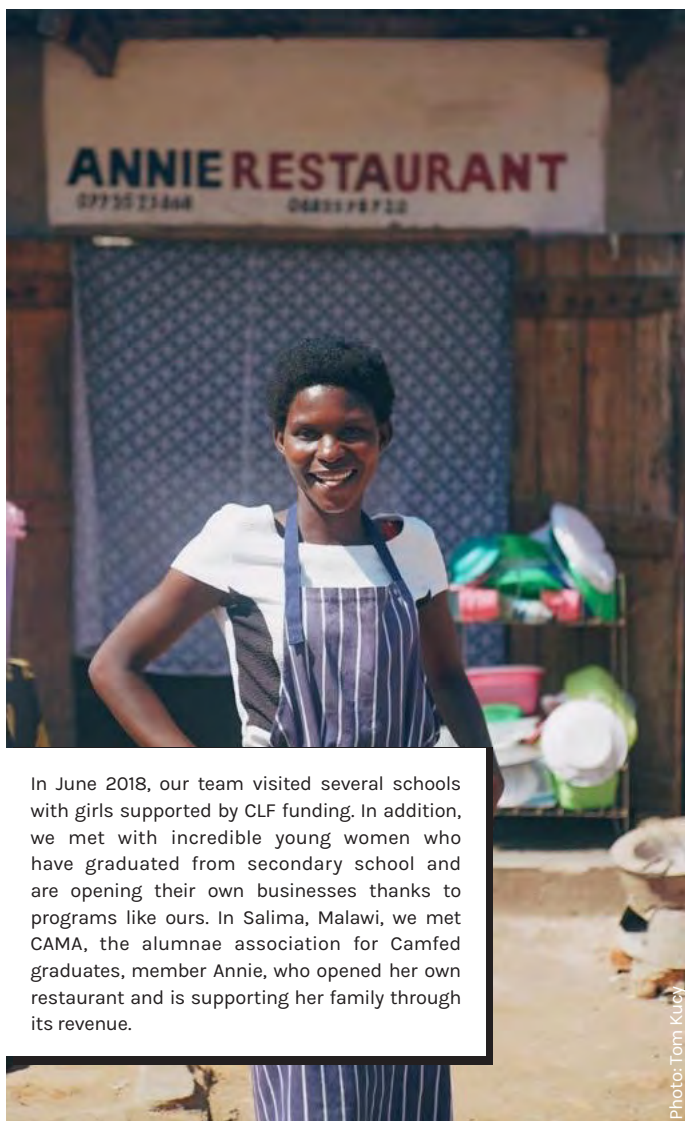 ANNIE RESTAURANT
In June 2018, our team visited several schools
with girls supported by CLF funding. In addition,
we met with incredible young women who
have graduated from secondary school and
are opening their own businesses thanks to
programs like ours. In Salima, Malawi, we met
CAMA, the alumnae association for Camfed
graduates, member Annie, who opened her own
restaurant and is supporting her family through
its revenue.
Photo: Tom Kucy